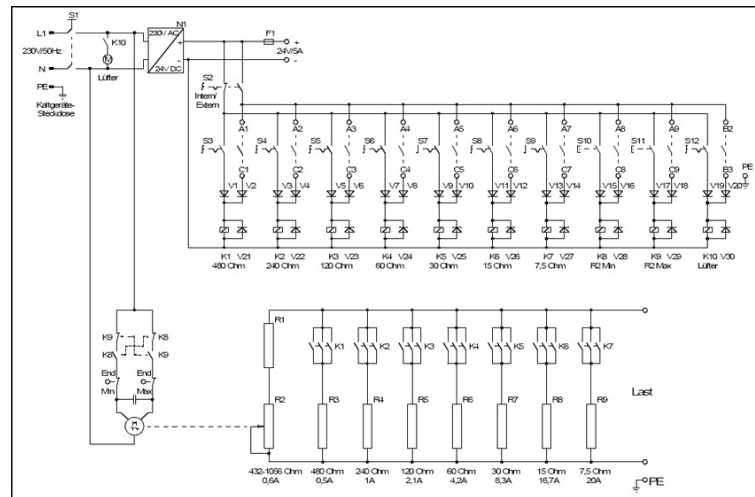 S1
N1
L1
K10
230V AC
+
F1
+
230V/50Hz
24V/5A
N
M
-
24V DC
-
PE
Lüfter
S2
Intern/
Extern
Kaltgeräte-
Steckdose
A1 A2 A3 A4 A5 A6 A7 A8 A9 B2
S3 S4 S5 S6 S7 S8 S9 S10 S11 S12
C1 C2 C3 C4 C5 C6 C7 C8 C9 B3
PE
V1 V2 V3 V4 V5 V6 V7 V8 V9 V10 V11 V12 V13 V14 V15 V16 V17 V18 V19 V20
K1 V21 K2 V22 K3 V23 K4 V24 K5 V25 K6 V26 K7 V27 K8 V28 K9 V29 K10 V30
480 Ohm 240 Ohm 120 Ohm 60 Ohm 30 Ohm 15 Ohm 7,5 Ohm R2 Min R2 Max Lüfter
R1
K9 K8
K1 K2 K3 K4 K5 K6 K7
K8 K9
End End
Min Max
Last
R2 R3 R4 R5 R6 R7 R8 R9
M
432-1056 Ohm 480 Ohm 240 Ohm 120 Ohm 60 Ohm 30 Ohm 15 Ohm 7,5 Ohm
0,6A 0,5A 1A 2,1A 4,2A 8,3A 16,7A 20A
PE